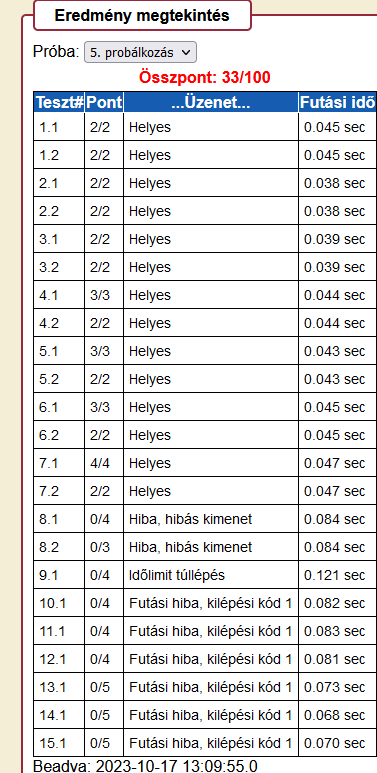 Eredmény megtekintés
Próba: 5. probálkozás
Összpont: 33/100
Teszt# Pont ...Üzenet... Futási idő
1.1 2/2 Helyes 0.045 sec
1.2 2/2 Helyes 0.045 sec
2.1 2/2 Helyes 0.038 sec
2.2 2/2 Helyes 0.038 sec
3.1 2/2 Helyes 0.039 sec
3.2 2/2 Helyes 0.039 sec
4.1 3/3 Helyes 0.044 sec
4.2 2/2 Helyes 0.044 sec
5.1 3/3 Helyes 0.043 sec
5.2 2/2 Helyes 0.043 sec
6.1 3/3 Helyes 0.045 sec
6.2 2/2 Helyes 0.045 sec
7.1 4/4 Helyes 0.047 sec
7.2 2/2 Helyes 0.047 sec
8.1 0/4 Hiba, hibás kimenet 0.084 sec
8.2 0/3 Hiba, hibás kimenet 0.084 sec
9.1 0/4 Időlimit túllépés 0.121 sec
10.1 0/4 Futási hiba, kilépési kód 1 0.082 sec
11.1 0/4 Futási hiba, kilépési kód 1 0.083 sec
12.1 0/4 Futási hiba, kilépési kód 1 0.081 sec
13.1 0/5 Futási hiba, kilépési kód 1 0.073 sec
14.1 0/5 Futási hiba, kilépési kód 1 0.068 sec
15.1 0/5 Futási hiba, kilépési kód 1 0.070 sec
Beadva: 2023-10-17 13:09:55.0